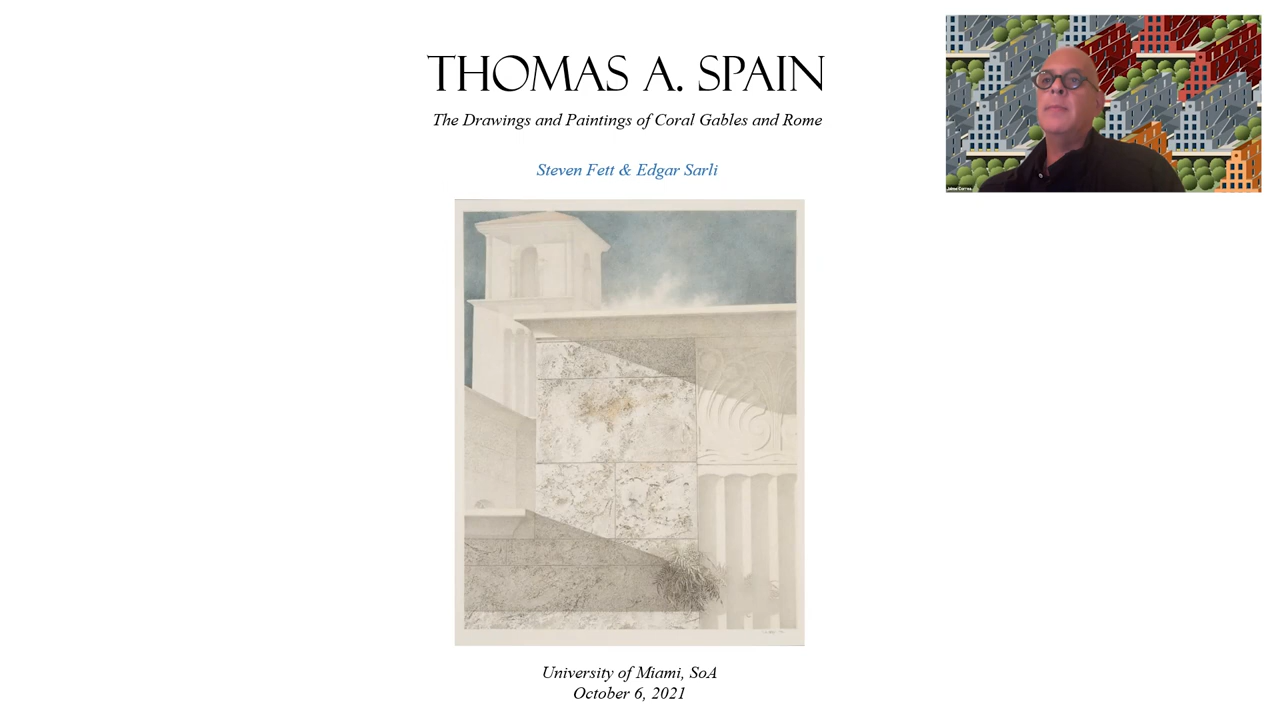 THOMAS A. SPAIN
The Drawings and Paintings of Coral Gables and Rome
Steven Fett & Edgar Sarli
University of Miami, SoA
October 6, 2021